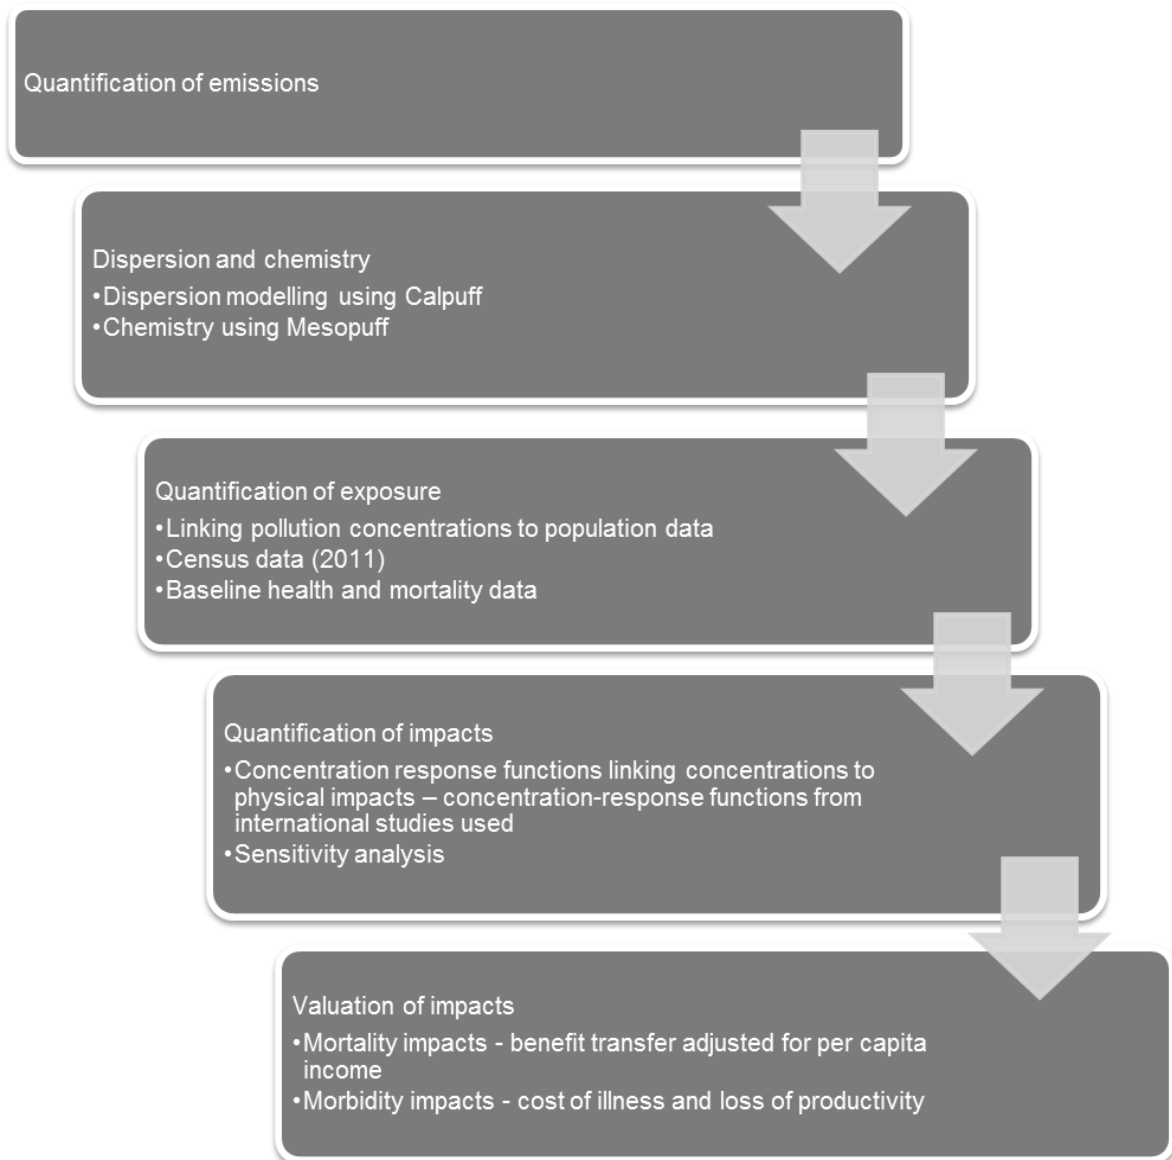 Quantification of emissions
Dispersion and chemistry
•Dispersion modelling using Calpuff
•Chemistry using Mesopuff
Quantification of exposure
•Linking pollution concentrations to population data
•Census data (2011)
•Baseline health and mortality data
Quantification of impacts
•Concentration response functions linking concentrations to
physical impacts – concentration-response functions from
international studies used
•Sensitivity analysis
Valuation of impacts
•Mortality impacts - benefit transfer adjusted for per capita
income
•Morbidity impacts - cost of illness and loss of productivity